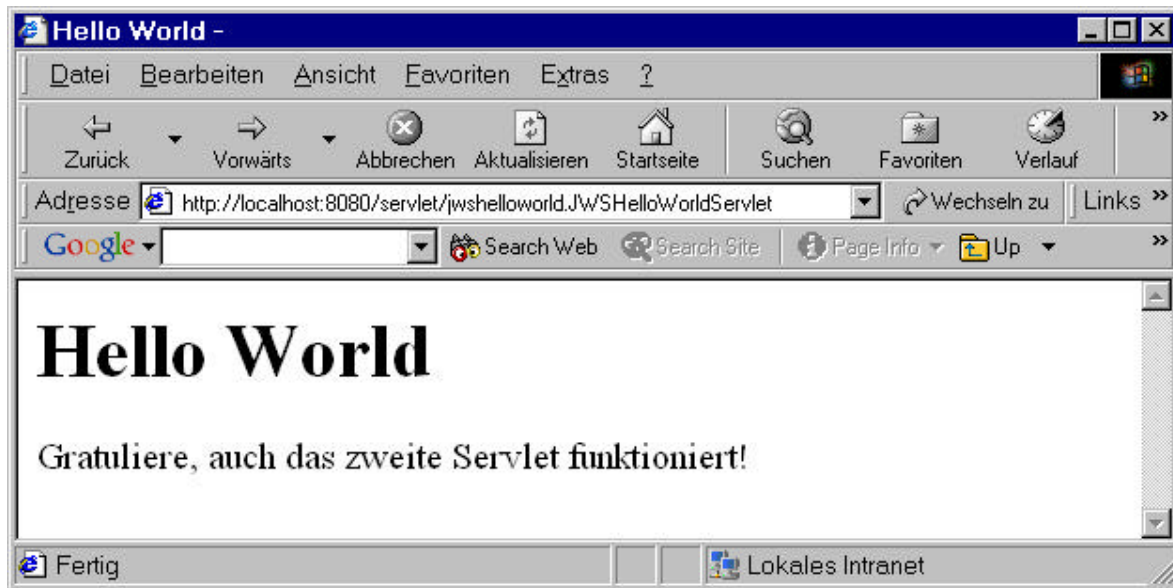 Hello World -
Datei Bearbeiten Ansicht Favoriten Extras ?
Zurück Vorwärts Abbrechen Aktualisieren Startseite Suchen Favoriten Verlauf »
Adresse http://localhost:8080/servlet/jwshelloworld.JWSHelloWorldServlet Wechseln zu Links »
Google Search Web Search Site Page Info Up »
Hello World
Gratuliere, auch das zweite Servlet funktioniert!
Fertig Lokales Intranet